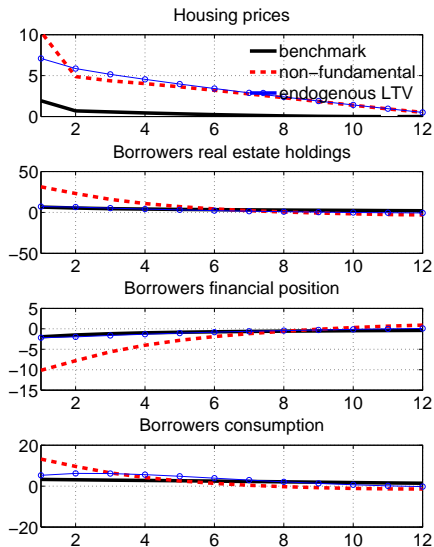 Housing prices
10
5
0
benchmark
non−fundamental
endogenous LTV
2 4 6 8 10 12
Borrowers real estate holdings
50
0
−50
2 4 6 8 10 12
Borrowers financial position
5
0
−5
−10
−15
2 4 6 8 10 12
Borrowers consumption
20
0
−20
2 4 6 8 10 12